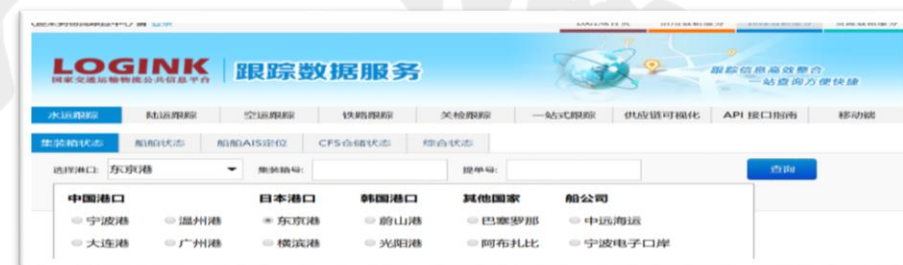 登录
LOGINK 跟踪数据服务
国家交通运输物流公共信息平台
跟踪信息高效整合
一站查询方便快捷
水运跟踪 陆运跟踪 空运跟踪 铁路跟踪 关检跟踪 一站式跟踪 供应链可视化 API 接口指南 移动端
集装箱状态 船舶状态 船舶AIS定位 CFS仓储状态 综合状态
选择港口: 东京港 集装箱号: 提单号: 查询
中国港口 日本港口 韩国港口 其他国家 船公司
宁波港 温州港 东京港 蔚山港 巴塞罗那 中远海运
大连港 广州港 横滨港 光阳港 阿布扎比 宁波电子口岸